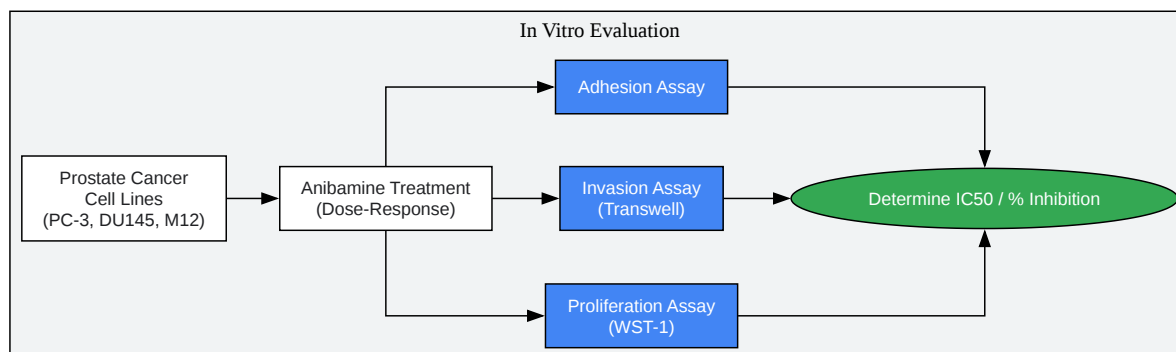 In Vitro Evaluation
Adhesion Assay
Prostate Cancer
Cell Lines
(PC-3, DU145, M12)
Anibamine Treatment
(Dose-Response)
Invasion Assay
(Transwell)
Determine IC50 / % Inhibition
Proliferation Assay
(WST-1)